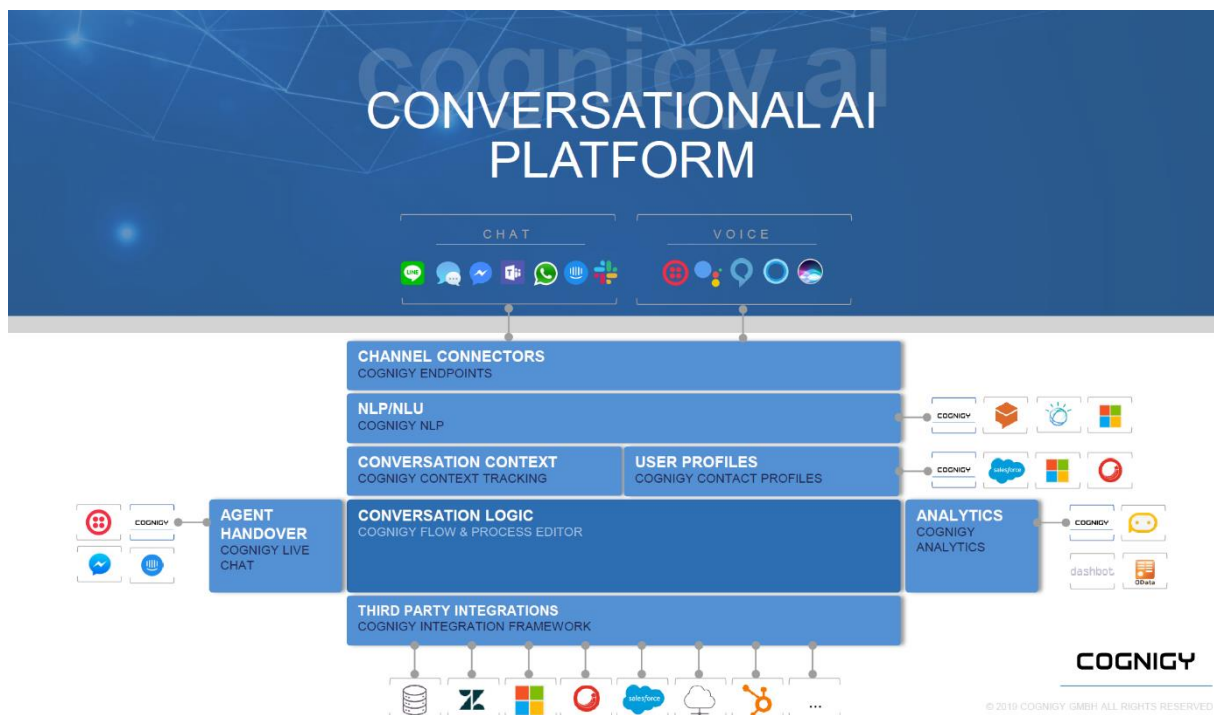 cognigy.ai
CONVERSATIONAL AI
PLATFORM
CHAT
VOICE
LINE
CHANNEL CONNECTORS
COGNIGY ENDPOINTS
NLP/NLU
COGNIGY NLP
COGNIGY
CONVERSATION CONTEXT
COGNIGY CONTEXT TRACKING
USER PROFILES
COGNIGY CONTACT PROFILES
COGNIGY
salesforce
COGNIGY
AGENT
HANDOVER
COGNIGY LIVE
CHAT
CONVERSATION LOGIC
COGNIGY FLOW & PROCESS EDITOR
ANALYTICS
COGNIGY
ANALYTICS
COGNIGY
dashbot
OData
THIRD PARTY INTEGRATIONS
COGNIGY INTEGRATION FRAMEWORK
salesforce
...
COGNIGY
© 2019 COGNIGY GMBH ALL RIGHTS RESERVED